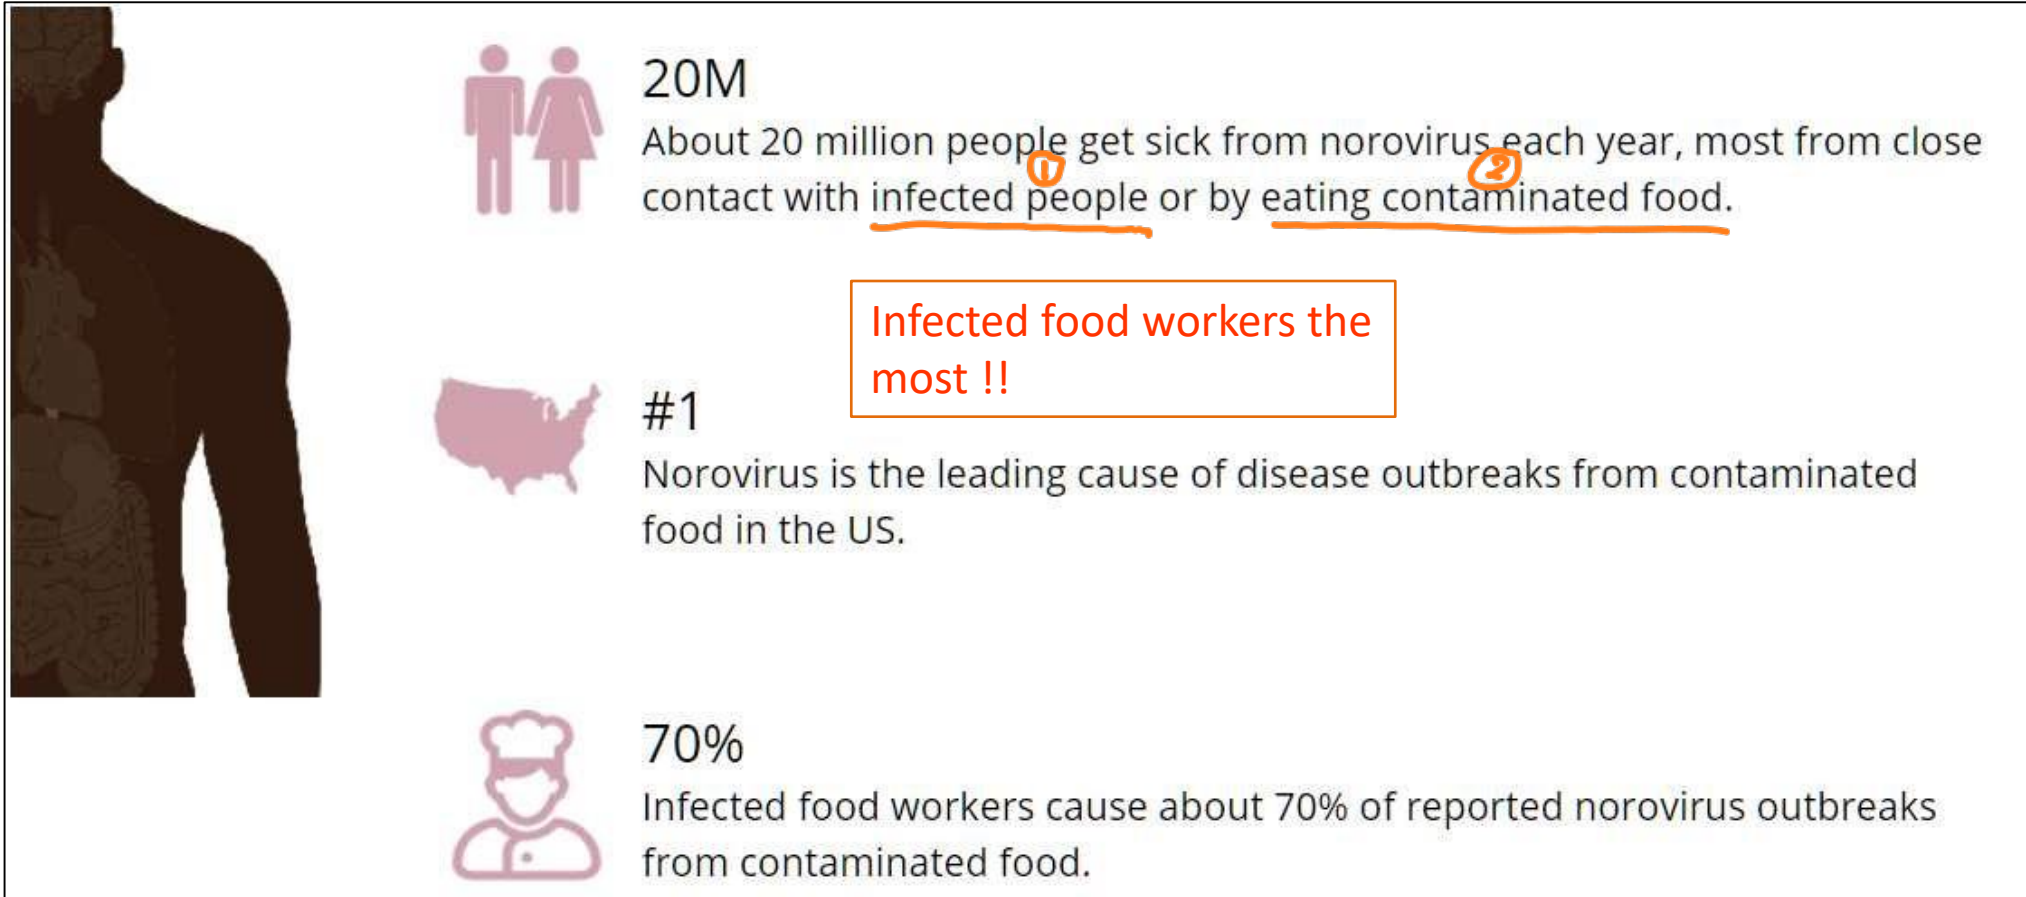 20M
About 20 million people get sick from norovirus each year, most from close
①
②
contact with infected people or by eating contaminated food.
Infected food workers the
most !!
#1
Norovirus is the leading cause of disease outbreaks from contaminated
food in the US.
70%
Infected food workers cause about 70% of reported norovirus outbreaks
from contaminated food.